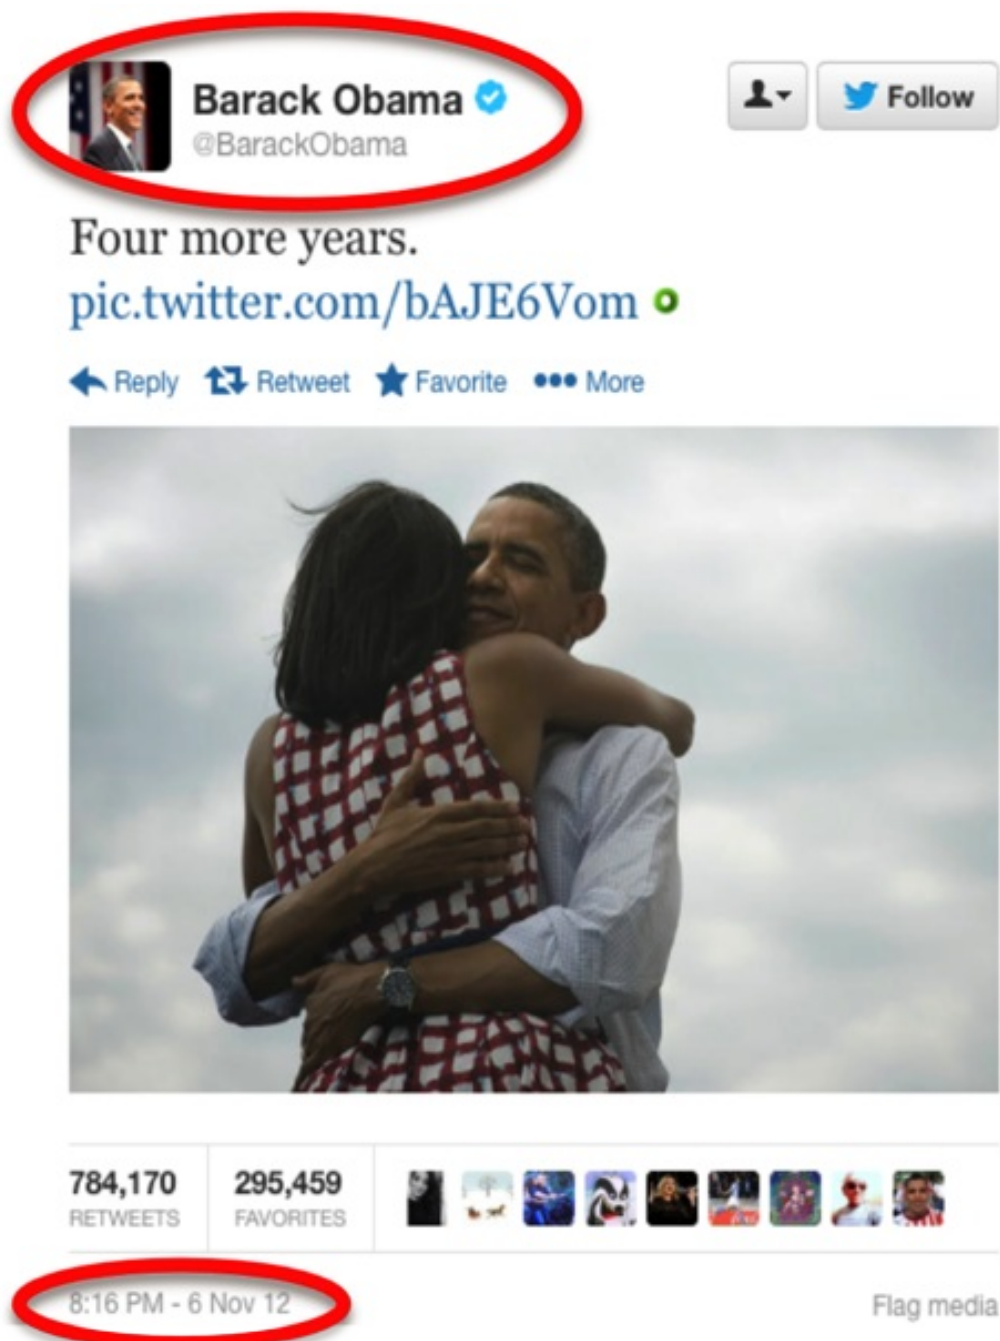 Barack Obama
@BarackObama
Follow
Four more years.
pic.twitter.com/bAJE6Vom
Reply Retweet Favorite More
784,170 295,459
RETWEETS FAVORITES
8:16 PM - 6 Nov 12 Flag media